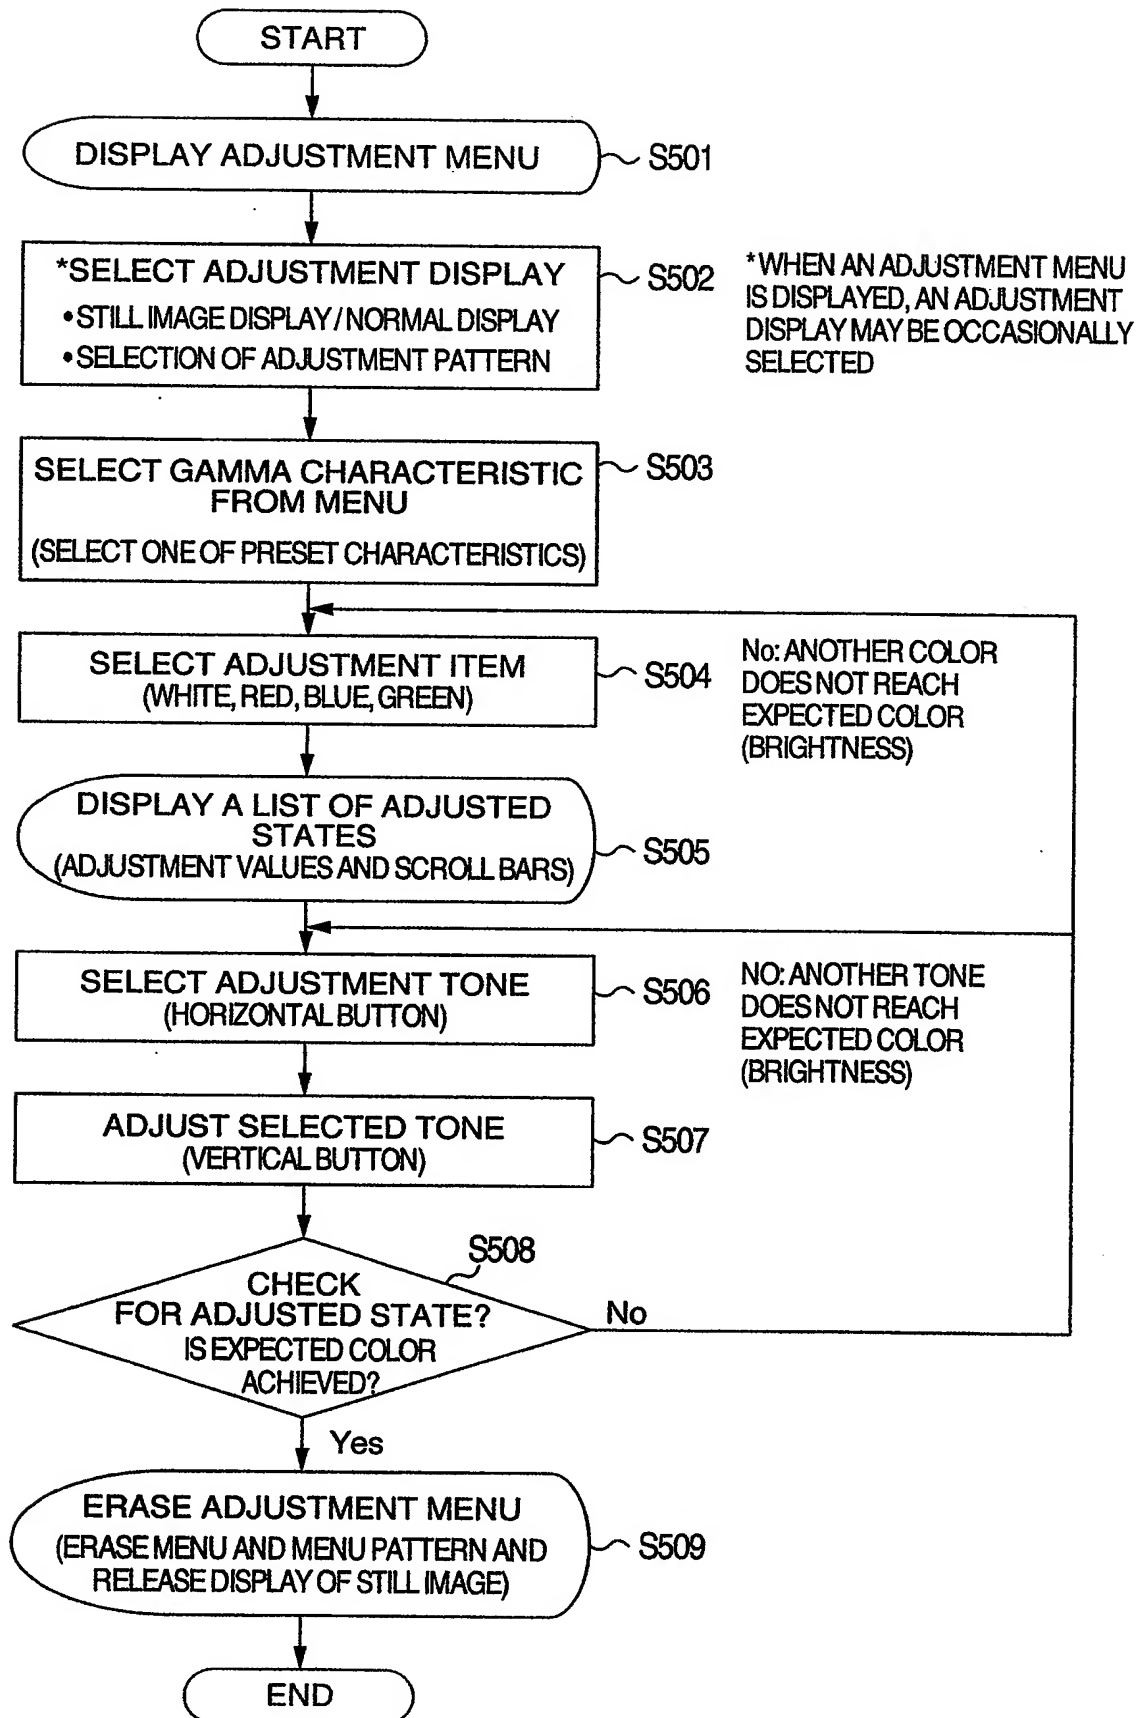 START
DISPLAY ADJUSTMENT MENU
S501
*SELECT ADJUSTMENT DISPLAY
•STILL IMAGE DISPLAY/NORMAL DISPLAY
•SELECTION OF ADJUSTMENT PATTERN
S502
*WHEN AN ADJUSTMENT MENU
IS DISPLAYED, AN ADJUSTMENT
DISPLAY MAY BE OCCASIONALLY
SELECTED
SELECT GAMMA CHARACTERISTIC
FROM MENU
(SELECT ONE OF PRESET CHARACTERISTICS)
S503
SELECT ADJUSTMENT ITEM
(WHITE, RED, BLUE, GREEN)
S504
No: ANOTHER COLOR
DOES NOT REACH
EXPECTED COLOR
(BRIGHTNESS)
DISPLAY A LIST OF ADJUSTED
STATES
(ADJUSTMENT VALUES AND SCROLL BARS)
S505
SELECT ADJUSTMENT TONE
(HORIZONTAL BUTTON)
S506
NO: ANOTHER TONE
DOES NOT REACH
EXPECTED COLOR
(BRIGHTNESS)
ADJUST SELECTED TONE
(VERTICAL BUTTON)
S507
S508
CHECK
FOR ADJUSTED STATE?
IS EXPECTED COLOR
ACHIEVED?
No
Yes
ERASE ADJUSTMENT MENU
(ERASE MENU AND MENU PATTERN AND
RELEASE DISPLAY OF STILL IMAGE)
S509
END